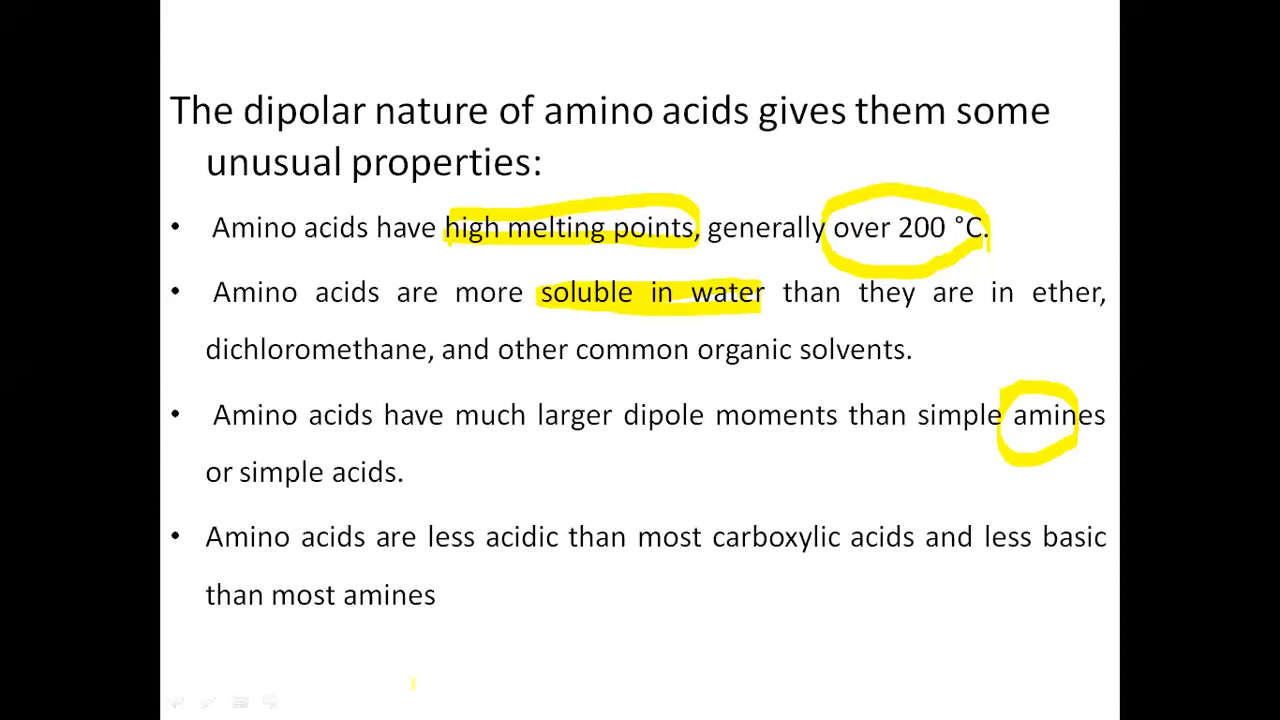 The dipolar nature of amino acids gives them some
unusual properties:
• Amino acids have high melting points, generally over 200 °C.
• Amino acids are more soluble in water than they are in ether,
dichloromethane, and other common organic solvents.
• Amino acids have much larger dipole moments than simple amines
or simple acids.
• Amino acids are less acidic than most carboxylic acids and less basic
than most amines